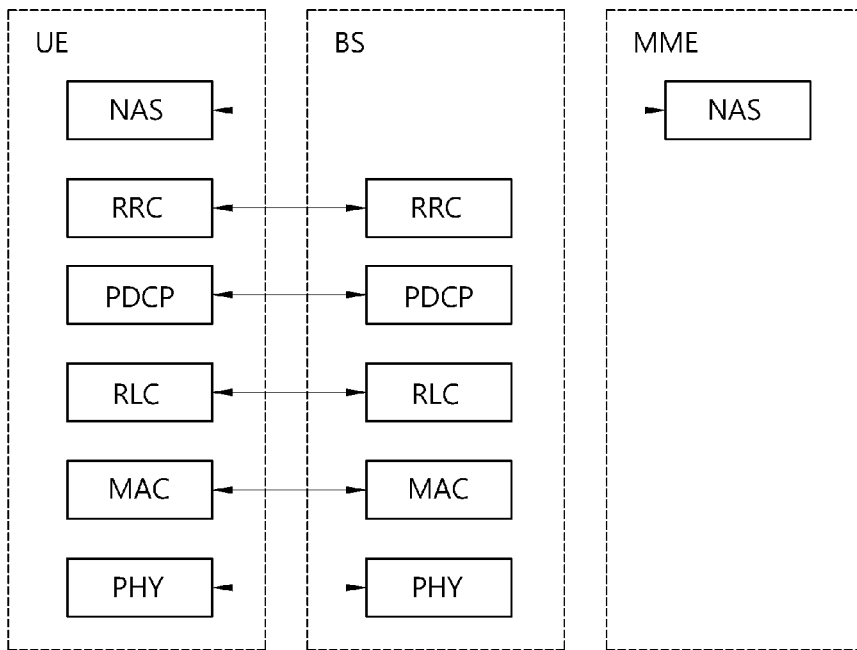 UE
BS
MME
NAS
NAS
RRC
RRC
PDCP
PDCP
RLC
RLC
MAC
MAC
PHY
PHY